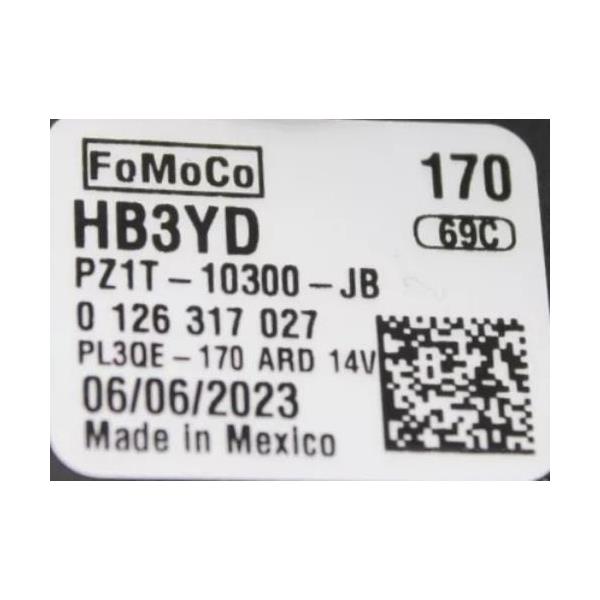 FoMoCo 170
HB3YD 69C
PZ1T-10300-JB
0 126 317 027
PL3QE-170 ARD 14V
06/06/2023
Made in Mexico